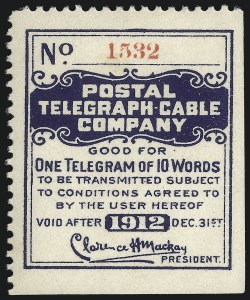 No. 1532
POSTAL
TELEGRAPH-CABLE
COMPANY
GOOD FOR
ONE TELEGRAM OF 10 WORDS
TO BE TRANSMITTED SUBJECT
TO CONDITIONS AGREED TO
BY THE USER HEREOF
VOID AFTER 1912 DEC. 31ST
Clarence H Mackay
PRESIDENT.